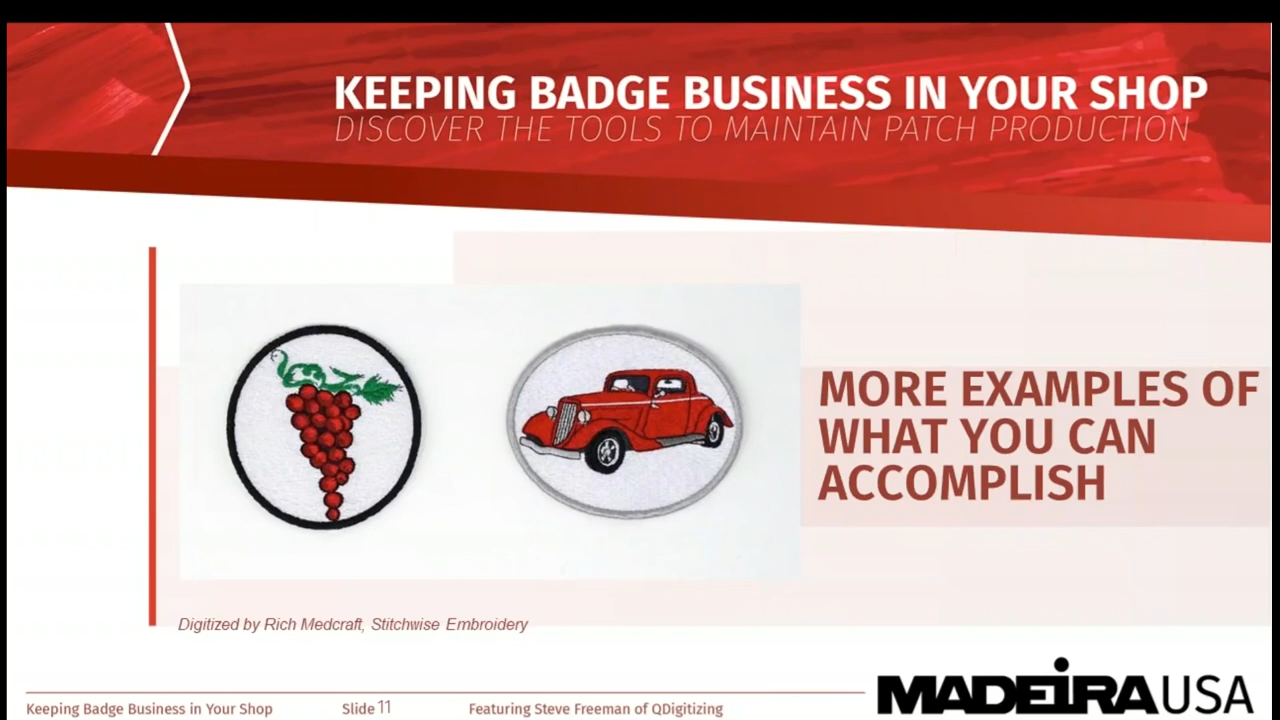 KEEPING BADGE BUSINESS IN YOUR SHOP
DISCOVER THE TOOLS TO MAINTAIN PATCH PRODUCTION
MORE EXAMPLES OF
WHAT YOU CAN
ACCOMPLISH
Digitized by Rich Medcraft, Stitchwise Embroidery
Keeping Badge Business in Your Shop Slide 11 Featuring Steve Freeman of QDigitizing
MADEIRA USA